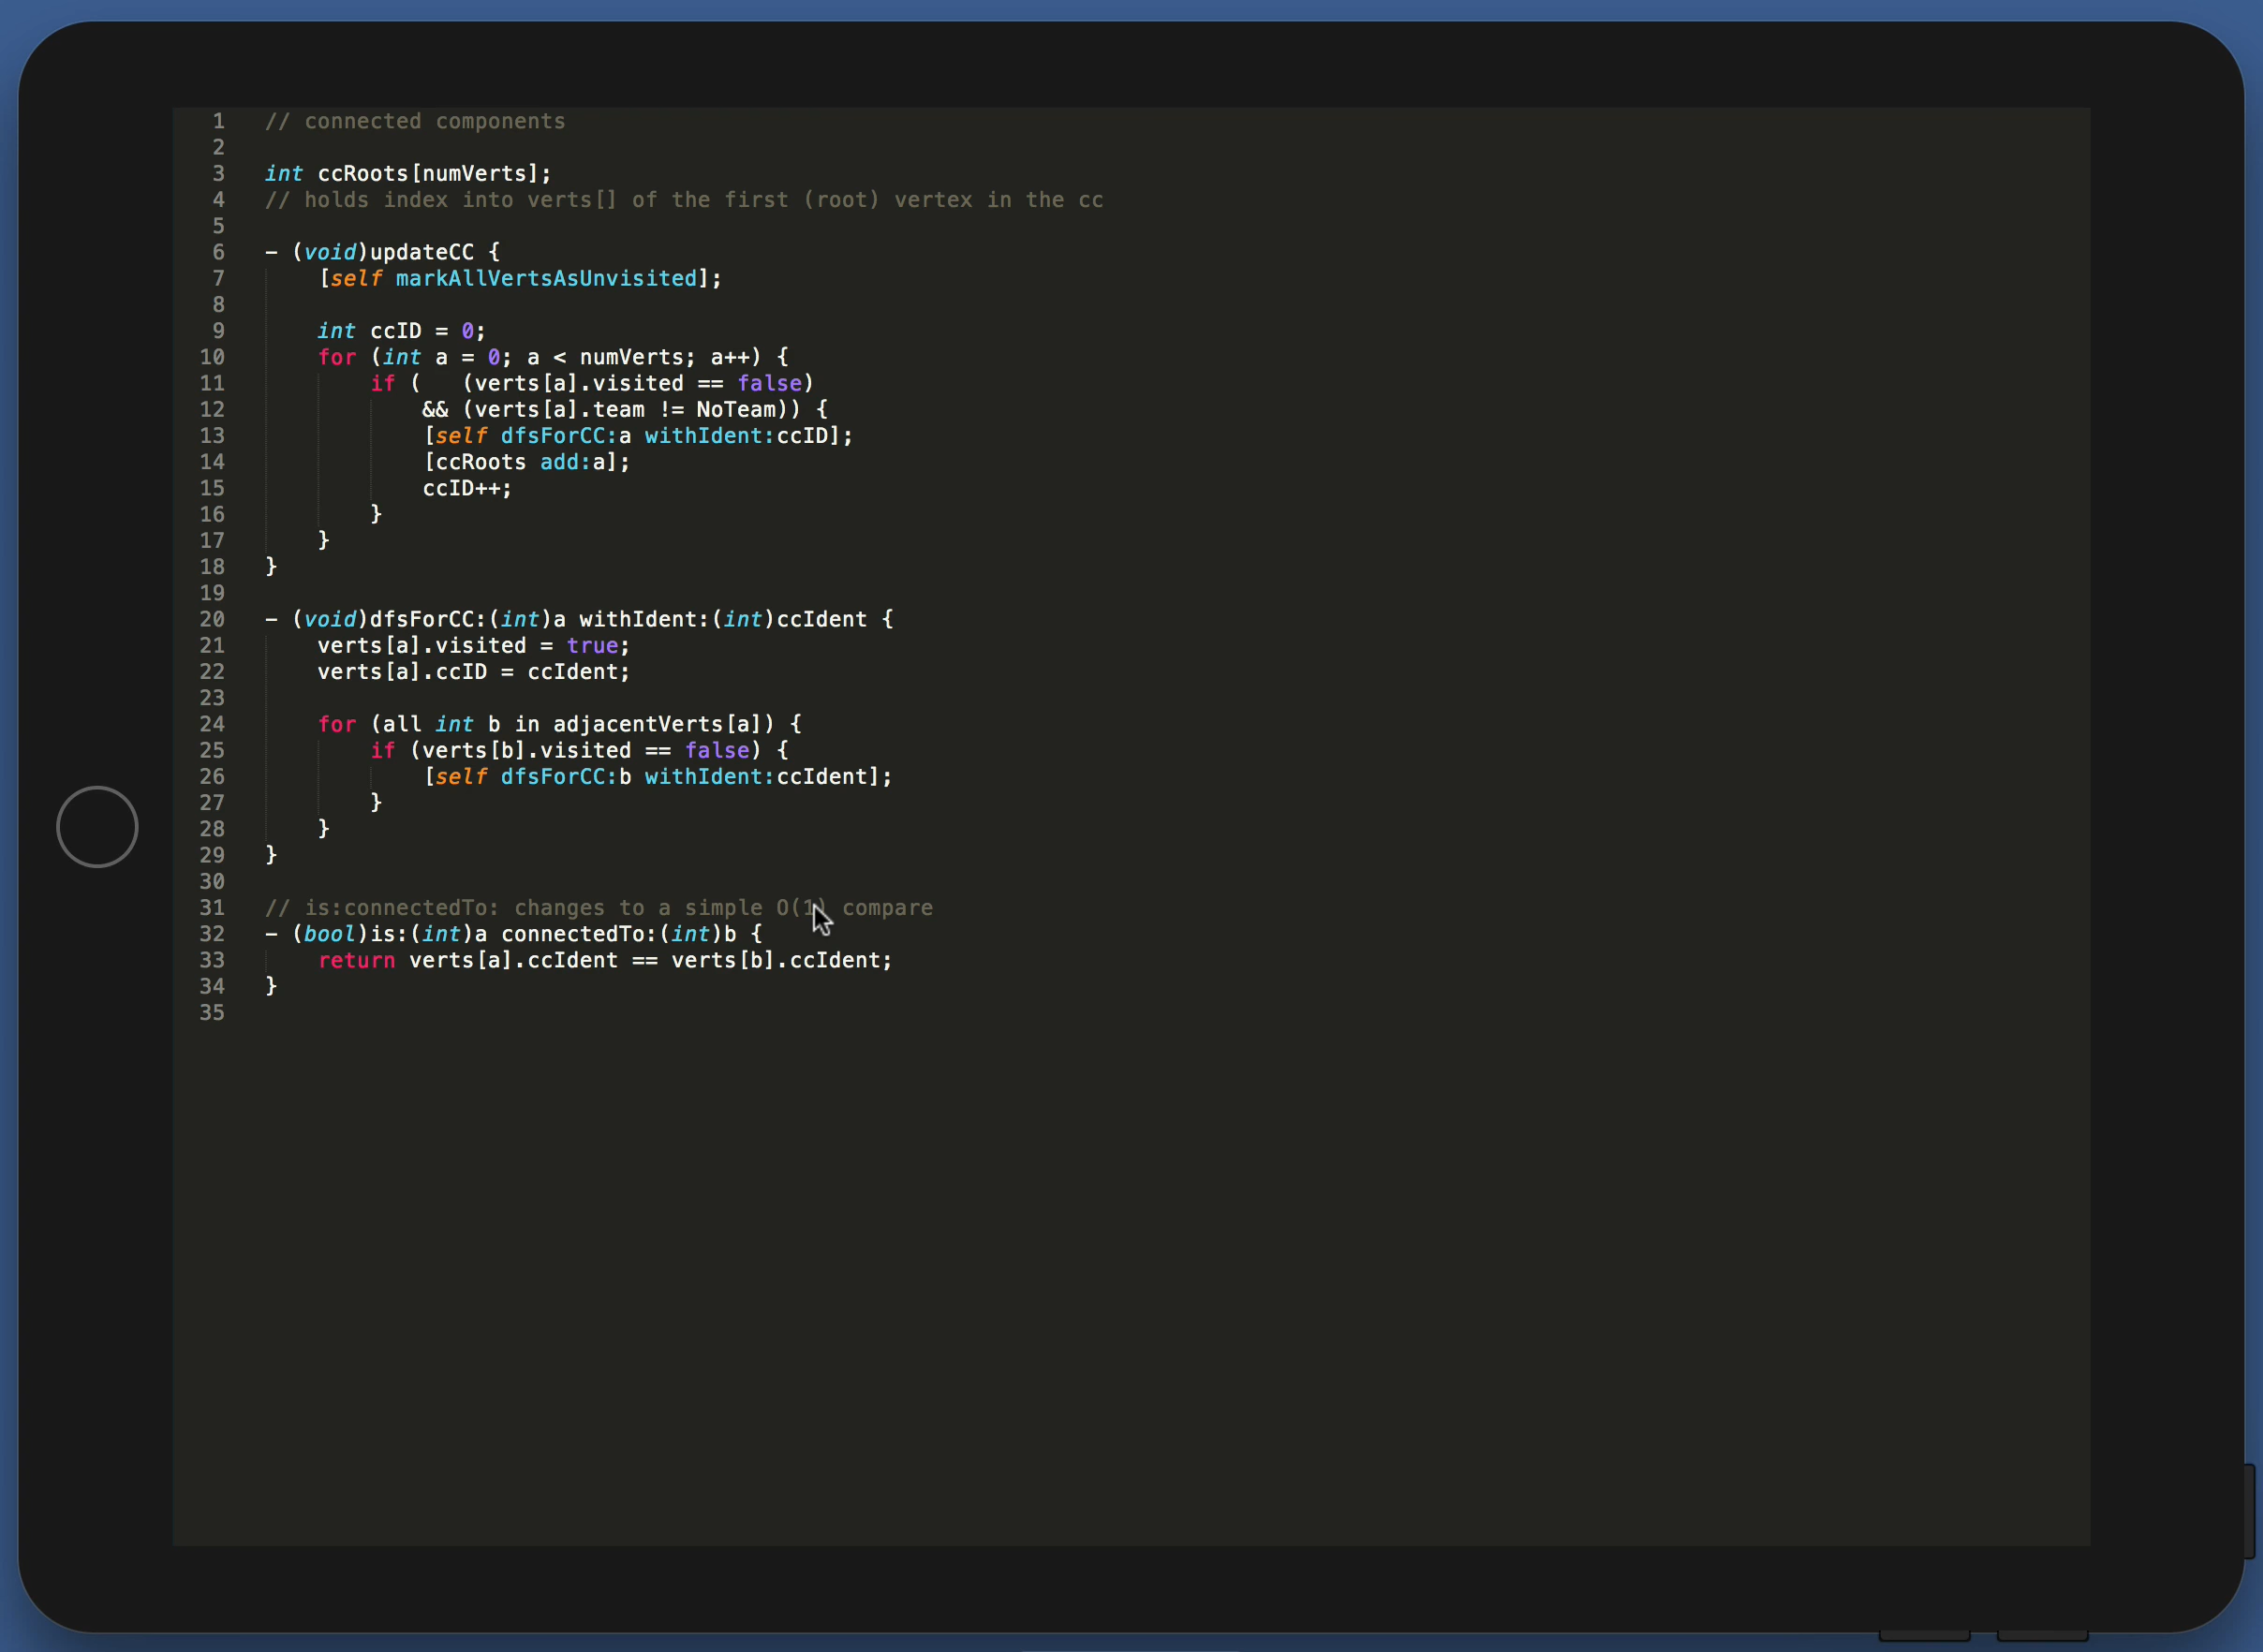 1 // connected components
2
3 int ccRoots[numVerts];
4 // holds index into verts[] of the first (root) vertex in the cc
5
6 - (void)updateCC {
7     [self markAllVertsAsUnvisited];
8
9     int ccID = 0;
10     for (int a = 0; a < numVerts; a++) {
11         if (   (verts[a].visited == false)
12             && (verts[a].team != NoTeam)) {
13             [self dfsForCC:a withIdent:ccID];
14             [ccRoots add:a];
15             ccID++;
16         }
17     }
18 }
19
20 - (void)dfsForCC:(int)a withIdent:(int)ccIdent {
21     verts[a].visited = true;
22     verts[a].ccID = ccIdent;
23
24     for (all int b in adjacentVerts[a]) {
25         if (verts[b].visited == false) {
26             [self dfsForCC:b withIdent:ccIdent];
27         }
28     }
29 }
30
31 // is:connectedTo: changes to a simple O(1) compare
32 - (bool)is:(int)a connectedTo:(int)b {
33     return verts[a].ccIdent == verts[b].ccIdent;
34 }
35